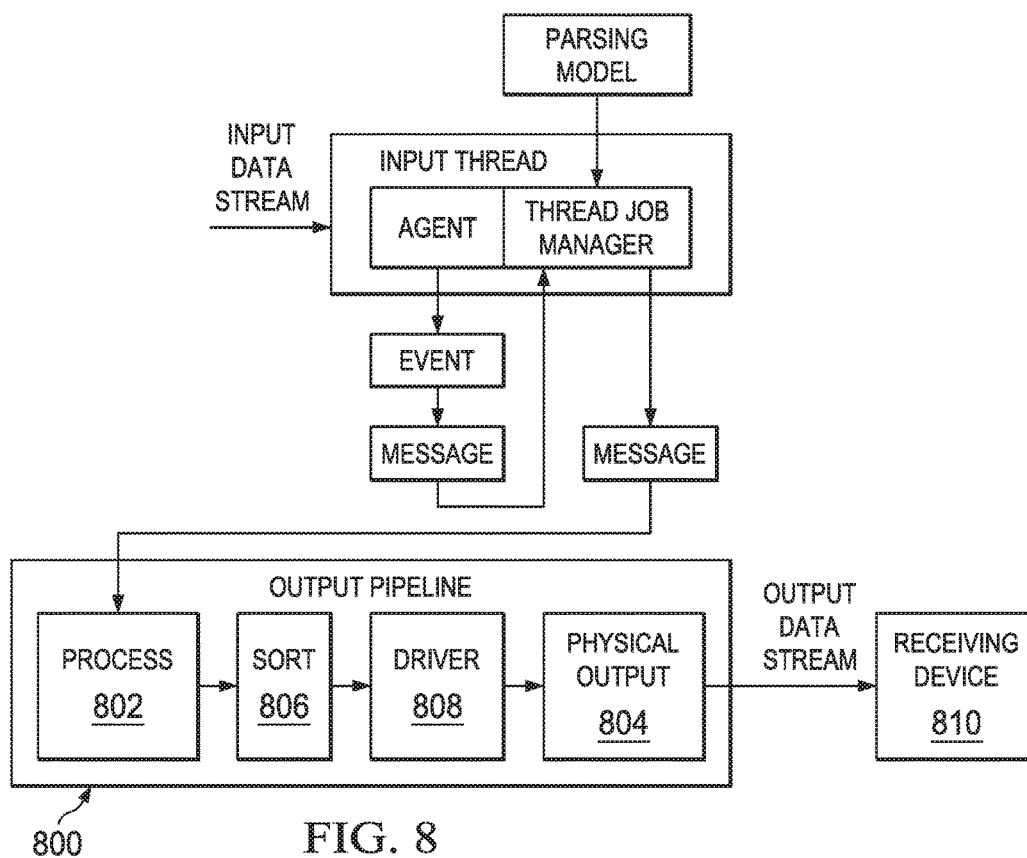 PARSING
MODEL
INPUT
DATA
STREAM
INPUT THREAD
AGENT
THREAD JOB
MANAGER
EVENT
MESSAGE
MESSAGE
OUTPUT PIPELINE
PROCESS
802
SORT
806
DRIVER
808
PHYSICAL
OUTPUT
804
OUTPUT
DATA
STREAM
RECEIVING
DEVICE
810
800
FIG. 8